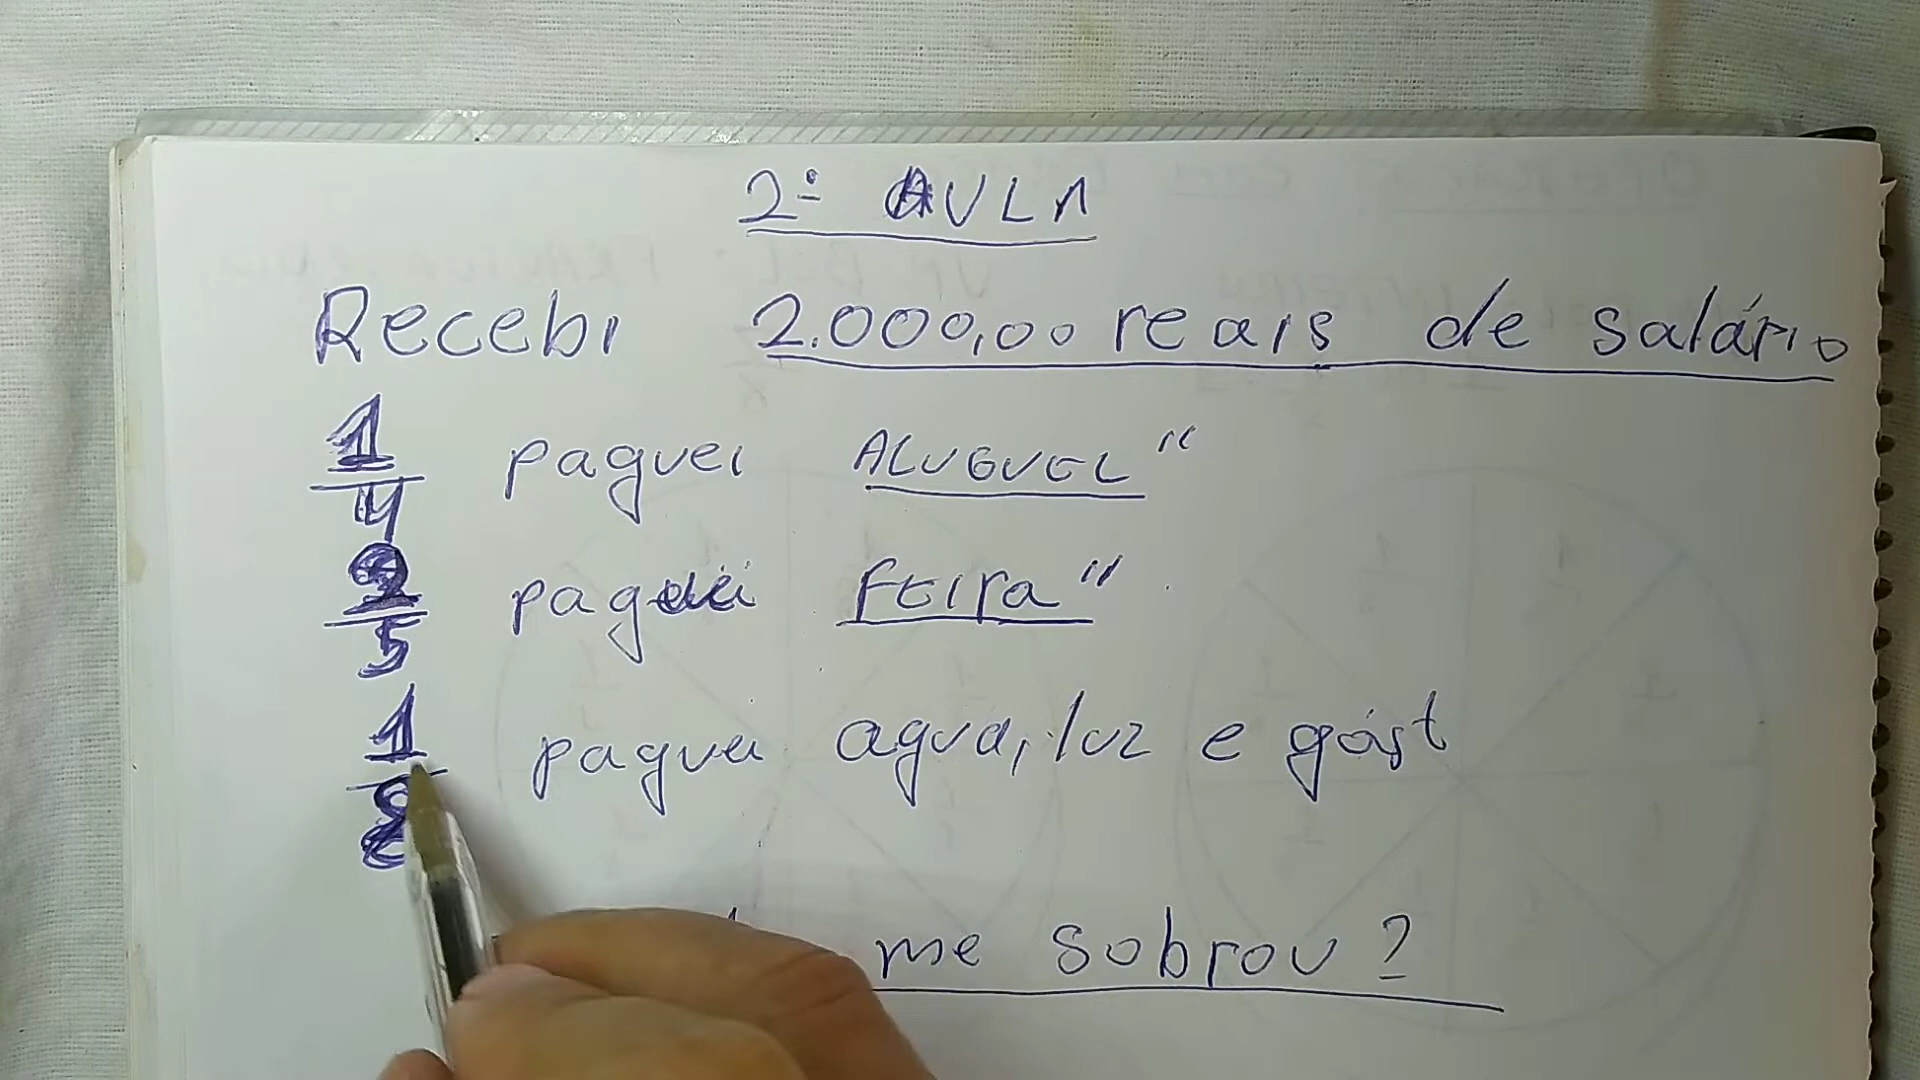 2ª AULA
Recebi 2.000,00 reais de salário
1/4 paguei ALUGUEL"
2/5 paguei FEIRA"
1/8 paguei agua, luz e gást
me sobrou?